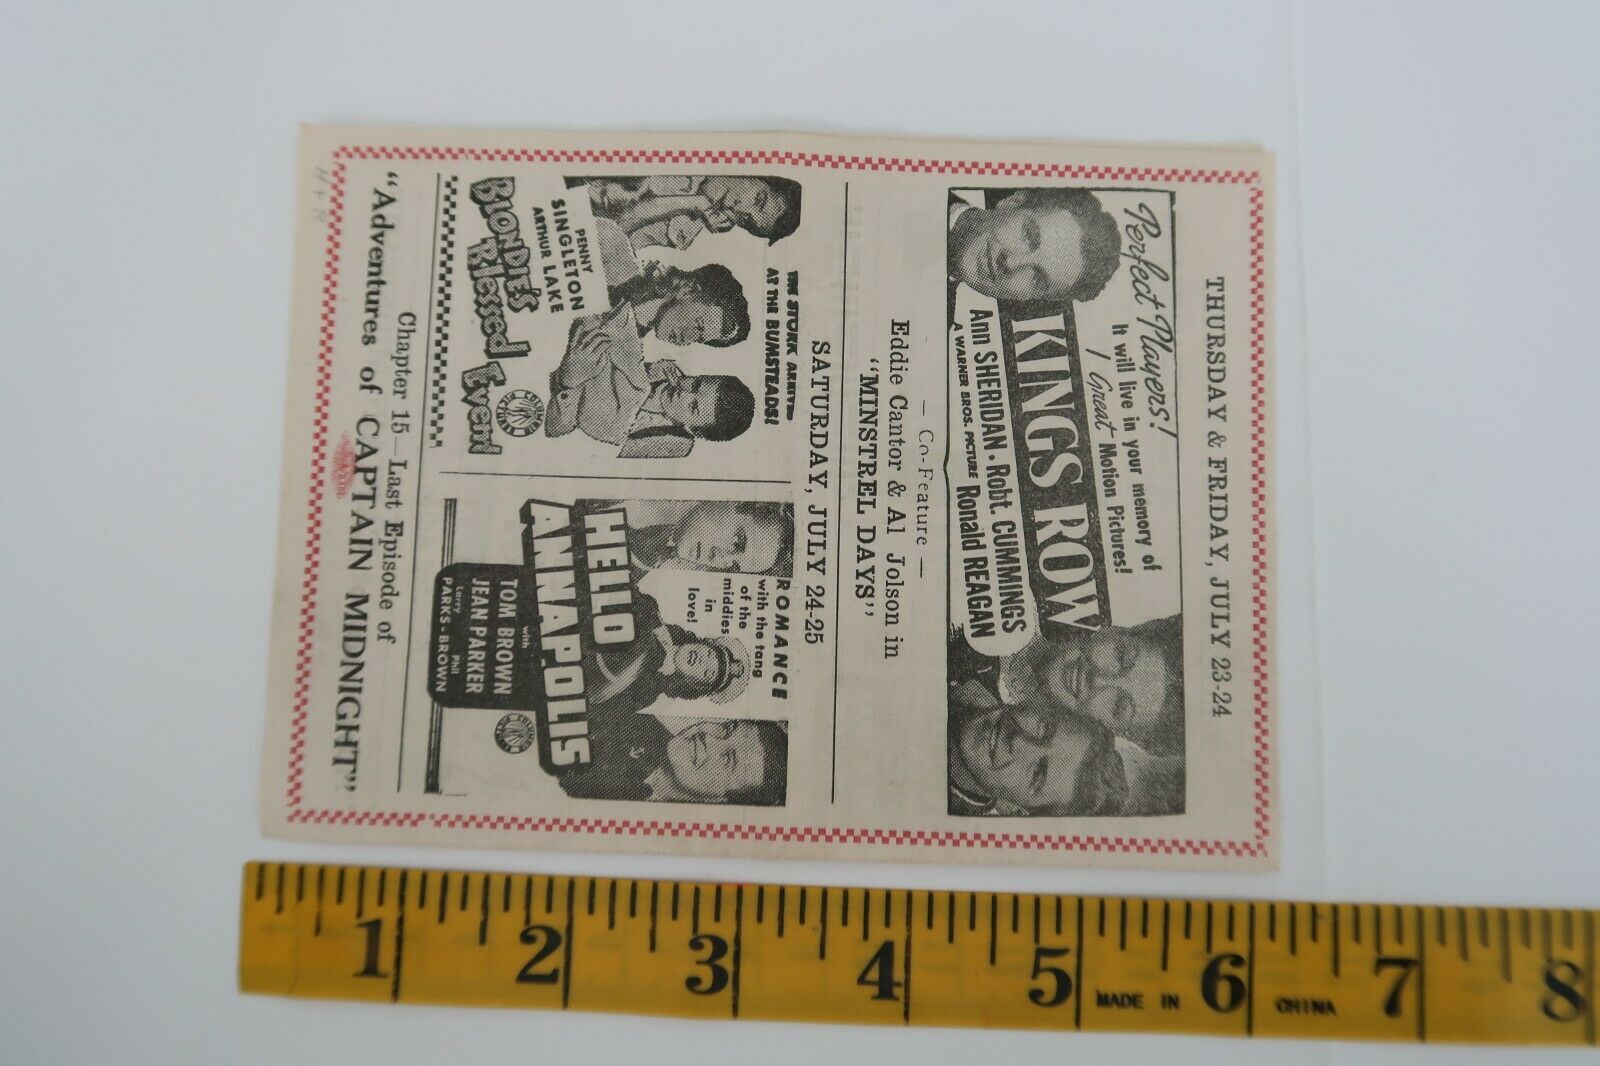 THURSDAY & FRIDAY, JULY 23-24
Perfect Players!
It will live in your memory of
Great Motion Pictures!
KINGS ROW
Ann SHERIDAN · Robt. CUMMINGS
A WARNER BROS. PICTURE Ronald REAGAN
— Co-Feature —
Eddie Cantor & Al Jolson in
"MINSTREL DAYS"
SATURDAY, JULY 24-25
THE STORK ARRIVES
AT THE BUMSTEADS!
PENNY
SINGLETON
ARTHUR LAKE
BLONDIE'S
Blessed Event
COLUMBIA
PICTURE
ROMANCE
with the tang
of the
middies
in
love!
HELLO
ANNAPOLIS
with
TOM BROWN
JEAN PARKER
Larry Phil
PARKS - BROWN
Chapter 15—Last Episode of
"Adventures of CAPTAIN MIDNIGHT"
1 2 3 4 5 6 7 8
MADE IN CHINA